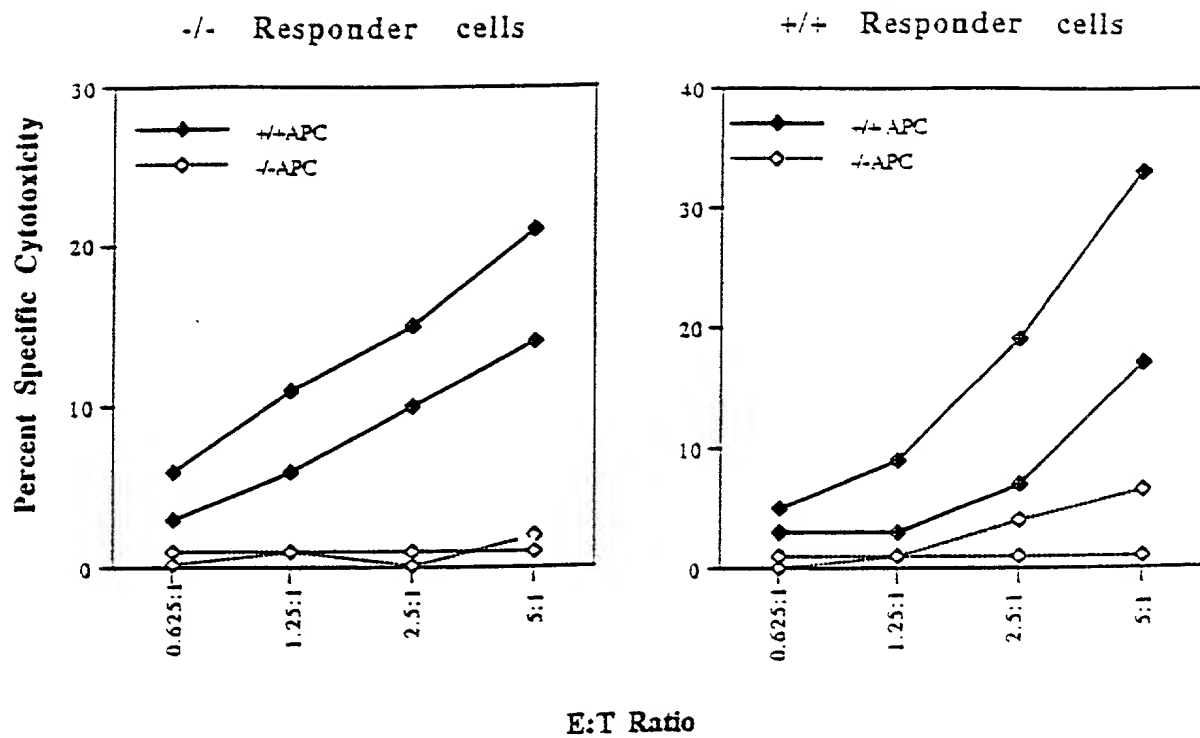 -/- Responder cells
+/+ Responder cells
Percent Specific Cytotoxicity
30
20
10
0
+/+APC
-/-APC
0.625:1
1.25:1
2.5:1
5:1
40
30
20
10
0
+/+ APC
-/-APC
0.625:1
1.25:1
2.5:1
5:1
E:T Ratio